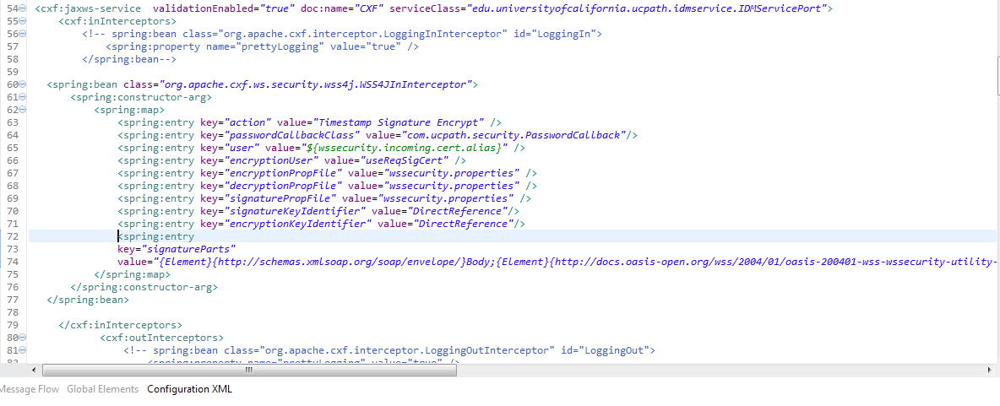 54 <cxf:jaxws-service validationEnabled="true" doc:name="CXF" serviceClass="edu.universityofcalifornia.ucpath.idmservice.IDMServicePort">
55 <cxf:inInterceptors>
56 <!-- spring:bean class="org.apache.cxf.interceptor.LoggingInInterceptor" id="LoggingIn">
57 <spring:property name="prettyLogging" value="true" />
58 </spring:bean-->
59
60 <spring:bean class="org.apache.cxf.ws.security.wss4j.WSS4JInInterceptor">
61 <spring:constructor-arg>
62 <spring:map>
63 <spring:entry key="action" value="Timestamp Signature Encrypt" />
64 <spring:entry key="passwordCallbackClass" value="com.ucpath.security.PasswordCallback"/>
65 <spring:entry key="user" value="${wssecurity.incoming.cert.alias}" />
66 <spring:entry key="encryptionUser" value="useReqSigCert" />
67 <spring:entry key="encryptionPropFile" value="wssecurity.properties" />
68 <spring:entry key="decryptionPropFile" value="wssecurity.properties" />
69 <spring:entry key="signaturePropFile" value="wssecurity.properties" />
70 <spring:entry key="signatureKeyIdentifier" value="DirectReference"/>
71 <spring:entry key="encryptionKeyIdentifier" value="DirectReference"/>
72 <spring:entry
73 key="signatureParts"
74 value="{Element}{http://schemas.xmlsoap.org/soap/envelope/}Body;{Element}{http://docs.oasis-open.org/wss/2004/01/oasis-200401-wss-wssecurity-utility-
75 </spring:map>
76 </spring:constructor-arg>
77 </spring:bean>
78
79 </cxf:inInterceptors>
80 <cxf:outInterceptors>
81 <!-- spring:bean class="org.apache.cxf.interceptor.LoggingOutInterceptor" id="LoggingOut">
82 <spring:property name="prettyLogging" value="true" />
Message Flow Global Elements Configuration XML